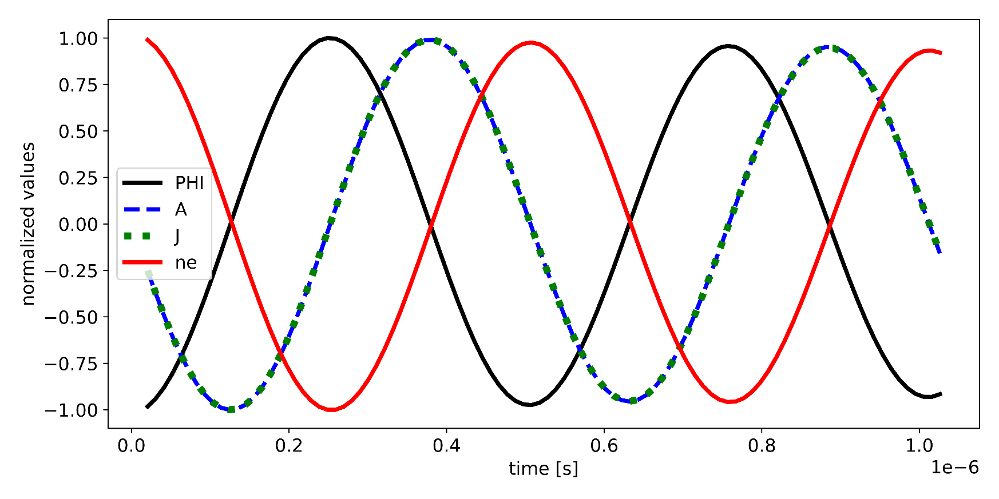 1.00
0.75
0.50
0.25
0.00
−0.25
−0.50
−0.75
−1.00
normalized values
PHI
A
J
ne
0.0 0.2 0.4 0.6 0.8 1.0
time [s]
1e−6